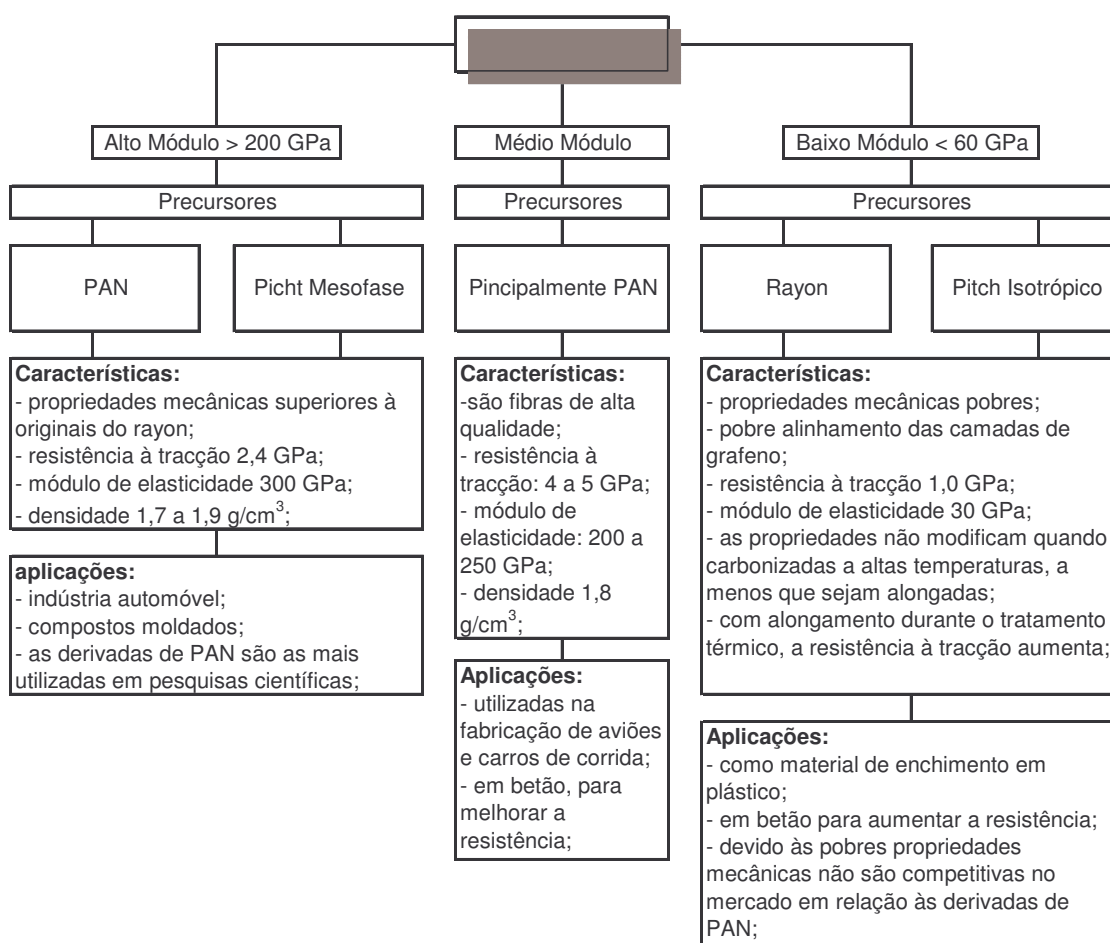 Alto Módulo > 200 GPa
Médio Módulo
Baixo Módulo < 60 GPa
Precursores
Precursores
Precursores
PAN
Picht Mesofase
Pincipalmente PAN
Rayon
Pitch Isotrópico
Características:
- propriedades mecânicas superiores à
originais do rayon;
- resistência à tracção 2,4 GPa;
- módulo de elasticidade 300 GPa;
- densidade 1,7 a 1,9 g/cm³;
aplicações:
- indústria automóvel;
- compostos moldados;
- as derivadas de PAN são as mais
utilizadas em pesquisas científicas;
Características:
-são fibras de alta
qualidade;
- resistência à
tracção: 4 a 5 GPa;
- módulo de
elasticidade: 200 a
250 GPa;
- densidade 1,8
g/cm³;
Aplicações:
- utilizadas na
fabricação de aviões
e carros de corrida;
- em betão, para
melhorar a
resistência;
Características:
- propriedades mecânicas pobres;
- pobre alinhamento das camadas de
grafeno;
- resistência à tracção 1,0 GPa;
- módulo de elasticidade 30 GPa;
- as propriedades não modificam quando
carbonizadas a altas temperaturas, a
menos que sejam alongadas;
- com alongamento durante o tratamento
térmico, a resistência à tracção aumenta;
Aplicações:
- como material de enchimento em
plástico;
- em betão para aumentar a resistência;
- devido às pobres propriedades
mecânicas não são competitivas no
mercado em relação às derivadas de
PAN;